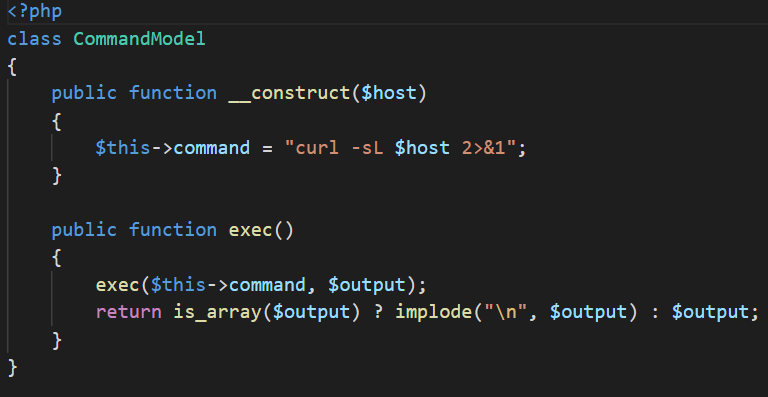 <?php
class CommandModel
{
    public function __construct($host)
    {
        $this->command = "curl -sL $host 2>&1";
    }

    public function exec()
    {
        exec($this->command, $output);
        return is_array($output) ? implode("\n", $output) : $output;
    }
}